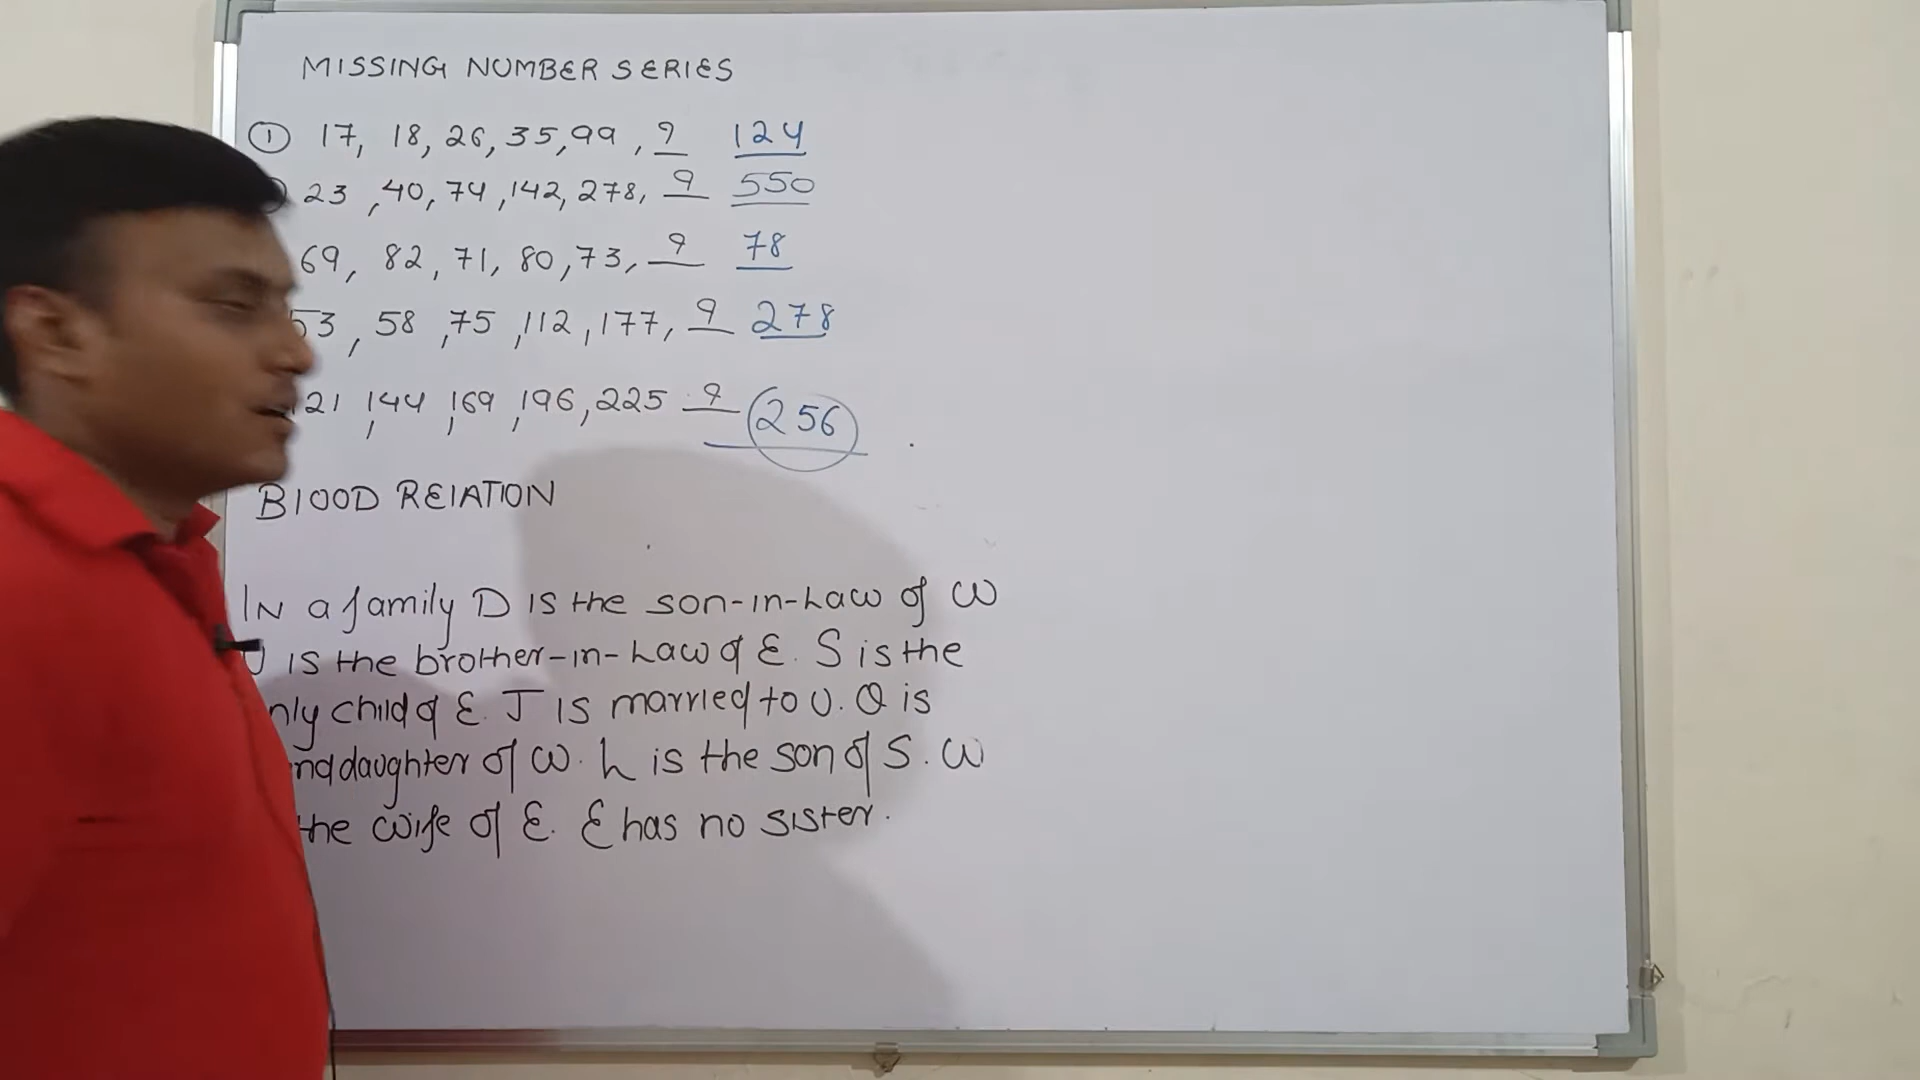 MISSING NUMBER SERIES
① 17, 18, 26, 35, 99, ? 124
23, 40, 74, 142, 278, ? 550
69, 82, 71, 80, 73, ? 78
53, 58, 75, 112, 177, ? 278
121, 144, 169, 196, 225 ? 256
BLOOD RELATION
IN a family D IS the son-in-Law of W
U IS the brother-in-Law of E. S is the
nly child of E. J IS married to U. Q is
nddaughter of W. L is the son of S. W
the wife of E. E has no sister.